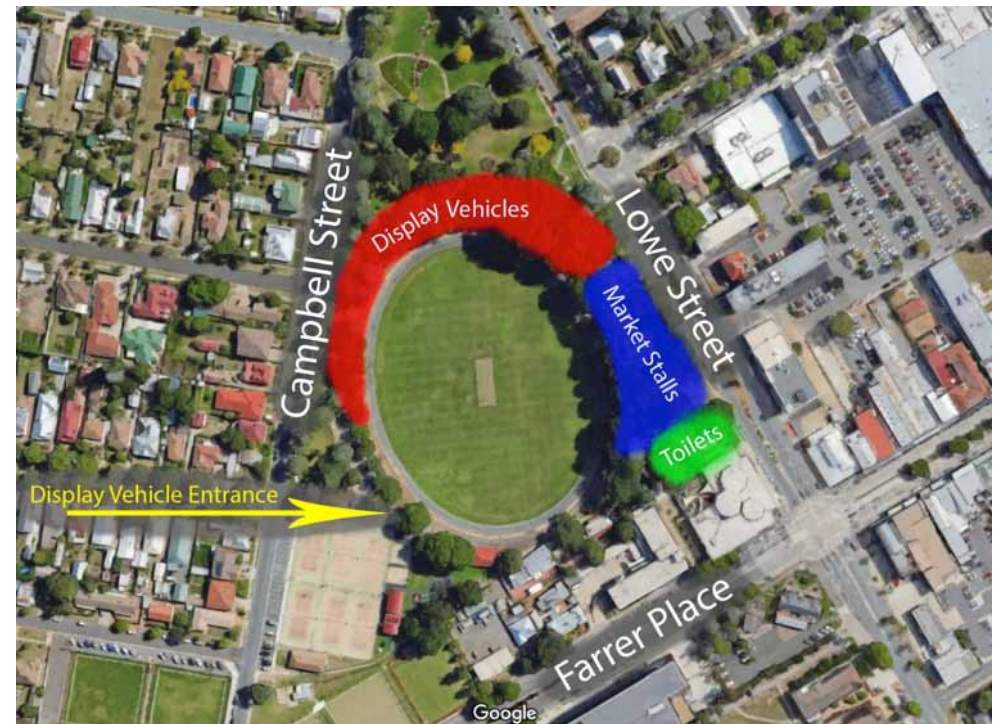 Campbell Street
Display Vehicles
Lowe Street
Market Stalls
Toilets
Display Vehicle Entrance
Farrer Place
Google